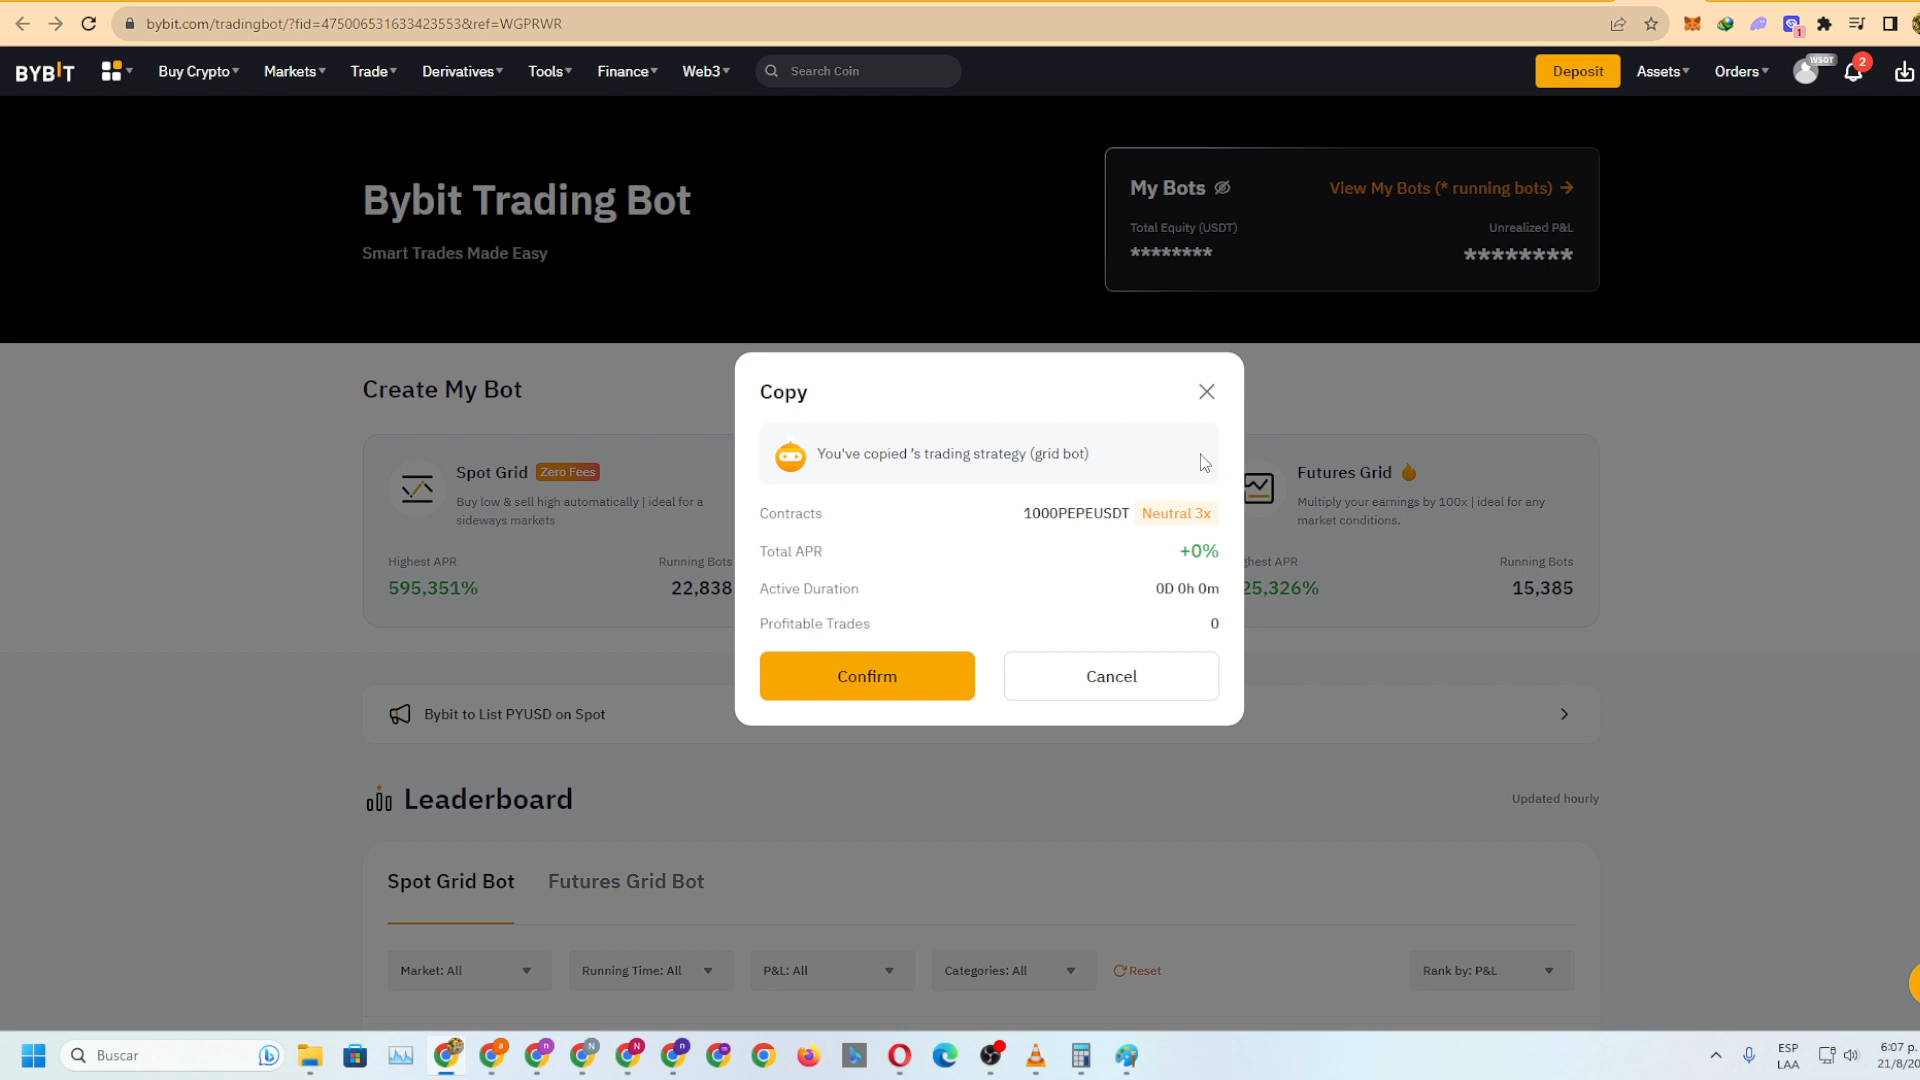 bybit.com/tradingbot/?fid=475006531633423553&ref=WGPRWR
1
BYBIT
Buy Crypto
Markets
Trade
Derivatives
Tools
Finance
Web3
Search Coin
Deposit
Assets
Orders
WSOT
2
Bybit Trading Bot
Smart Trades Made Easy
My Bots
View My Bots (* running bots)
Total Equity (USDT)
Unrealized P&L
********
********
Create My Bot
Spot Grid
Zero Fees
Buy low & sell high automatically | ideal for a
sideways markets
Highest APR
Running Bots
595,351%
22,838
Copy
You've copied 's trading strategy (grid bot)
Contracts
1000PEPEUSDT
Neutral 3x
Total APR
+0%
Active Duration
0D 0h 0m
Profitable Trades
0
Confirm
Cancel
Futures Grid
Multiply your earnings by 100x | ideal for any
market conditions.
ghest APR
Running Bots
25,326%
15,385
Bybit to List PYUSD on Spot
Leaderboard
Updated hourly
Spot Grid Bot
Futures Grid Bot
Market: All
Running Time: All
P&L: All
Categories: All
Reset
Rank by: P&L
Buscar
ESP
LAA
6:07 p.
21/8/20